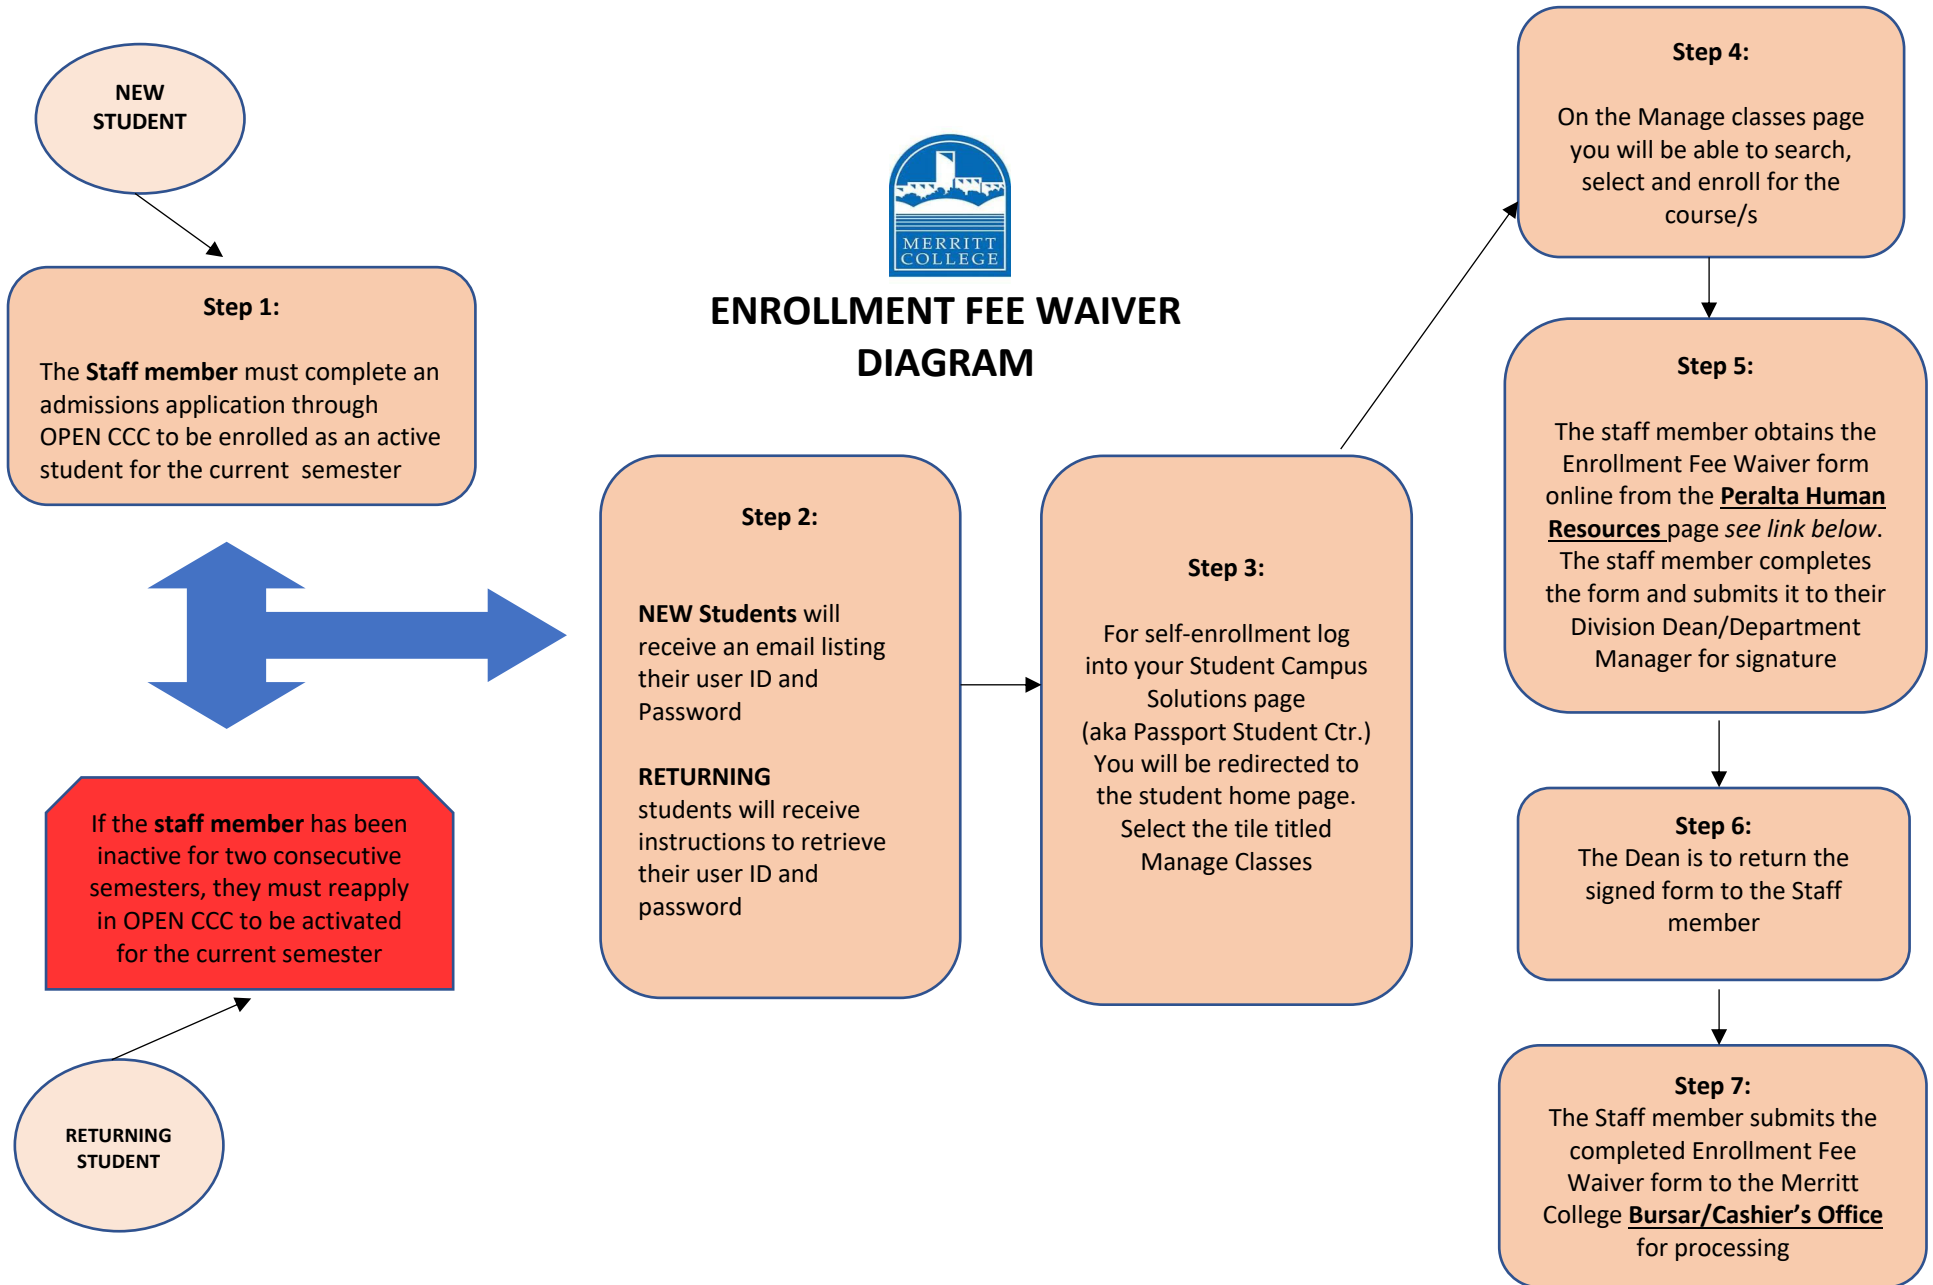 NEW
STUDENT
Step 1:
The Staff member must complete an
admissions application through
OPEN CCC to be enrolled as an active
student for the current  semester
If the staff member has been
inactive for two consecutive
semesters, they must reapply
in OPEN CCC to be activated
for the current semester
RETURNING
STUDENT
MERRITT
COLLEGE
ENROLLMENT FEE WAIVER
DIAGRAM
Step 2:
NEW Students will
receive an email listing
their user ID and
Password
RETURNING
students will receive
instructions to retrieve
their user ID and
password
Step 3:
For self-enrollment log
into your Student Campus
Solutions page
(aka Passport Student Ctr.)
You will be redirected to
the student home page.
Select the tile titled
Manage Classes
Step 4:
On the Manage classes page
you will be able to search,
select and enroll for the
course/s
Step 5:
The staff member obtains the
Enrollment Fee Waiver form
online from the Peralta Human
Resources page see link below.
The staff member completes
the form and submits it to their
Division Dean/Department
Manager for signature
Step 6:
The Dean is to return the
signed form to the Staff
member
Step 7:
The Staff member submits the
completed Enrollment Fee
Waiver form to the Merritt
College Bursar/Cashier's Office
for processing